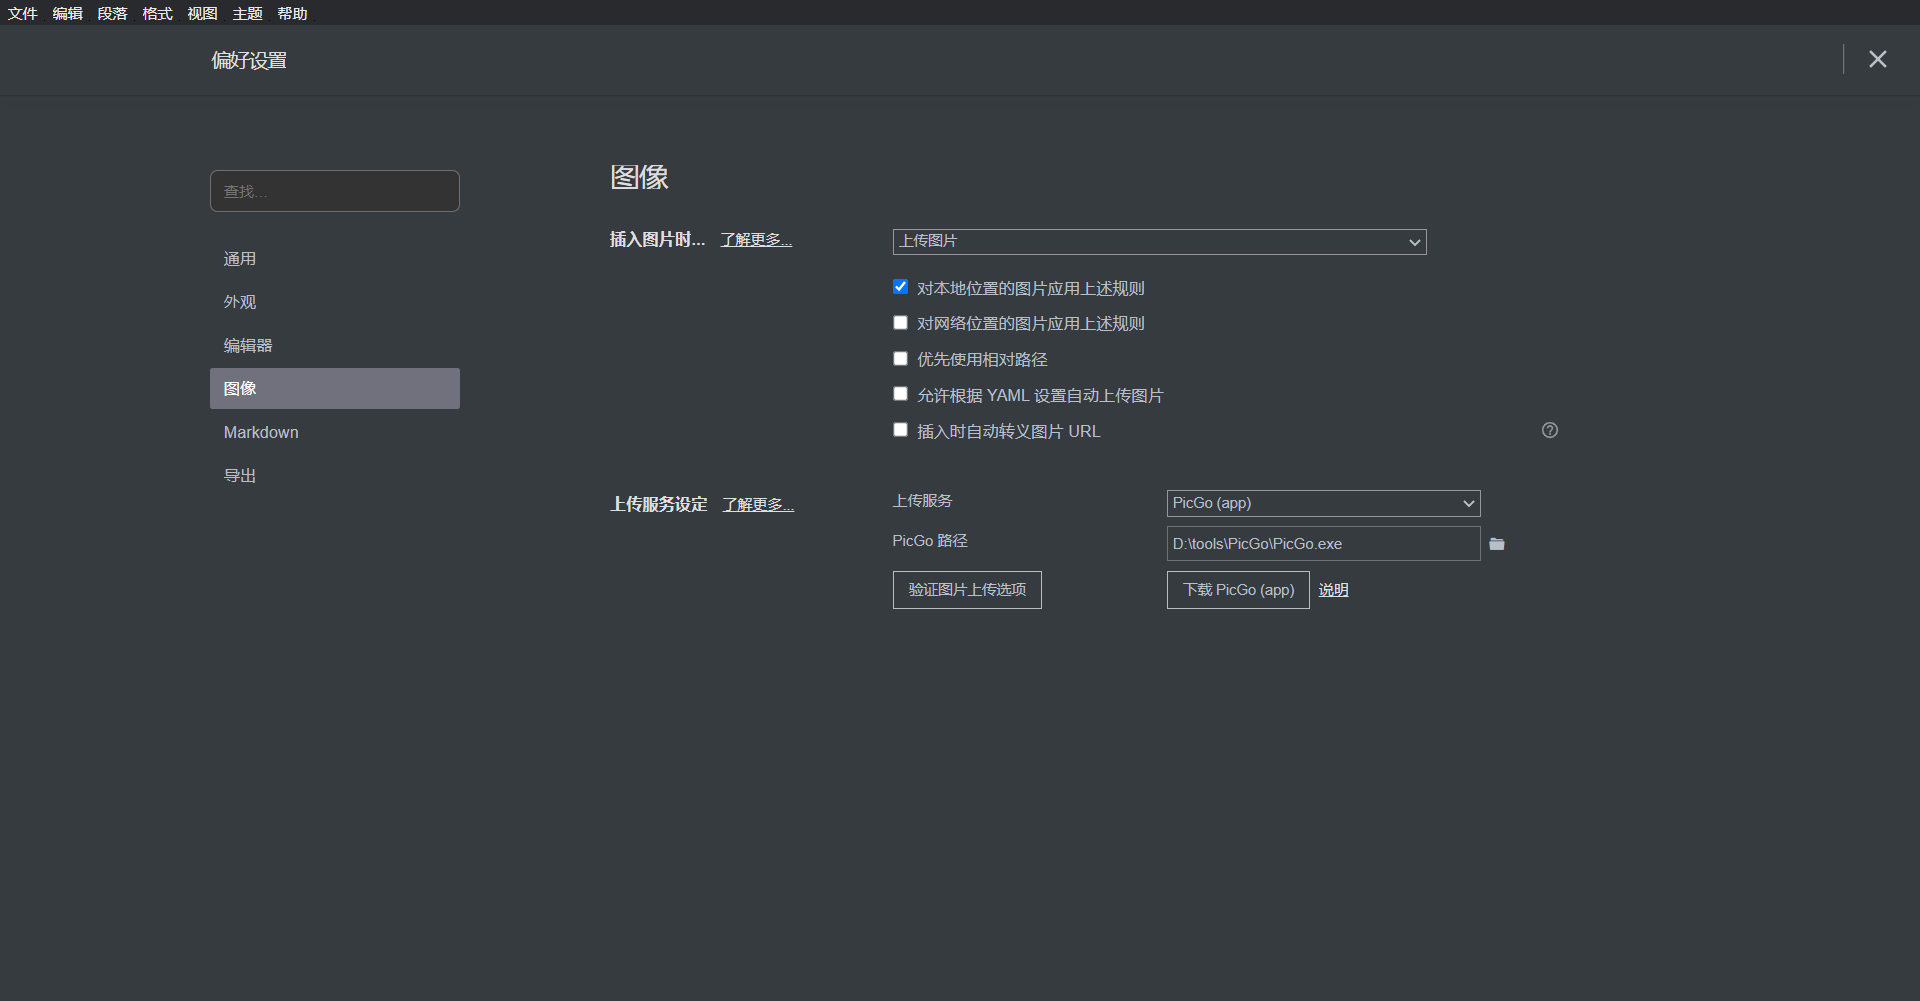 文件 编辑 段落 格式 视图 主题 帮助
偏好设置
查找...
通用
外观
编辑器
图像
Markdown
导出
图像
插入图片时... 了解更多...
上传图片
对本地位置的图片应用上述规则
对网络位置的图片应用上述规则
优先使用相对路径
允许根据 YAML 设置自动上传图片
插入时自动转义图片 URL
上传服务设定 了解更多...
上传服务 PicGo (app)
PicGo 路径 D:\tools\PicGo\PicGo.exe
验证图片上传选项 下载 PicGo (app) 说明